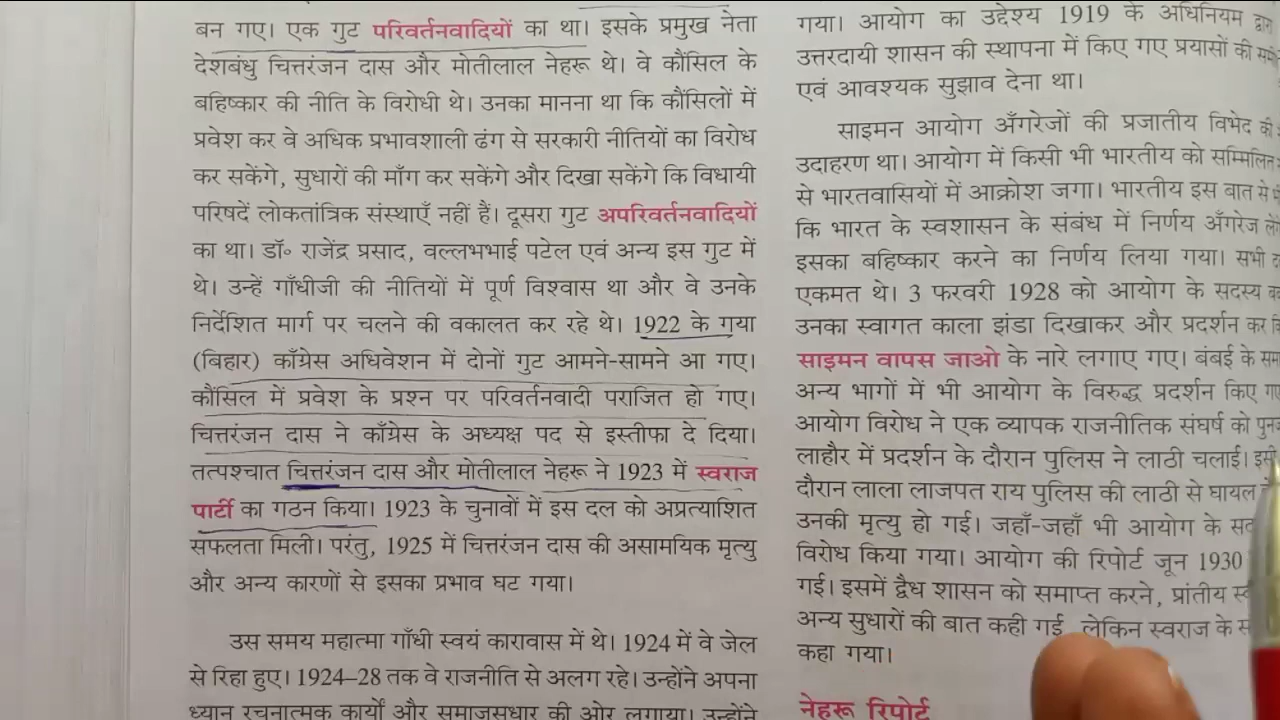 बन गए। एक गुट परिवर्तनवादियों का था। इसके प्रमुख नेता
देशबंधु चित्तरंजन दास और मोतीलाल नेहरू थे। वे कौंसिल के
बहिष्कार की नीति के विरोधी थे। उनका मानना था कि कौंसिलों में
प्रवेश कर वे अधिक प्रभावशाली ढंग से सरकारी नीतियों का विरोध
कर सकेंगे, सुधारों की माँग कर सकेंगे और दिखा सकेंगे कि विधायी
परिषदें लोकतांत्रिक संस्थाएँ नहीं हैं। दूसरा गुट अपरिवर्तनवादियों
का था। डॉ० राजेंद्र प्रसाद, वल्लभभाई पटेल एवं अन्य इस गुट में
थे। उन्हें गाँधीजी की नीतियों में पूर्ण विश्वास था और वे उनके
निर्देशित मार्ग पर चलने की वकालत कर रहे थे। 1922 के गया
(बिहार) काँग्रेस अधिवेशन में दोनों गुट आमने-सामने आ गए।
कौंसिल में प्रवेश के प्रश्न पर परिवर्तनवादी पराजित हो गए।
चित्तरंजन दास ने काँग्रेस के अध्यक्ष पद से इस्तीफा दे दिया।
तत्पश्चात चित्तरंजन दास और मोतीलाल नेहरू ने 1923 में स्वराज
पार्टी का गठन किया। 1923 के चुनावों में इस दल को अप्रत्याशित
सफलता मिली। परंतु, 1925 में चित्तरंजन दास की असामयिक मृत्यु
और अन्य कारणों से इसका प्रभाव घट गया।
उस समय महात्मा गाँधी स्वयं कारावास में थे। 1924 में वे जेल
से रिहा हुए। 1924–28 तक वे राजनीति से अलग रहे। उन्होंने अपना
ध्यान रचनात्मक कार्यों और समाजसुधार की ओर लगाया। उन्होंने
गया। आयोग का उद्देश्य 1919 के अधिनियम
उत्तरदायी शासन की स्थापना में किए गए प्रयासों की
एवं आवश्यक सुझाव देना था।
साइमन आयोग अँगरेजों की प्रजातीय विभेद
उदाहरण था। आयोग में किसी भी भारतीय को सम्मिलित
से भारतवासियों में आक्रोश जगा। भारतीय इस बात से
कि भारत के स्वशासन के संबंध में निर्णय अँगरेज
इसका बहिष्कार करने का निर्णय लिया गया। सभी
एकमत थे। 3 फरवरी 1928 को आयोग के सदस्य
उनका स्वागत काला झंडा दिखाकर और प्रदर्शन कर
साइमन वापस जाओ के नारे लगाए गए। बंबई के
अन्य भागों में भी आयोग के विरुद्ध प्रदर्शन किए
आयोग विरोध ने एक व्यापक राजनीतिक संघर्ष को
लाहौर में प्रदर्शन के दौरान पुलिस ने लाठी चलाई।
दौरान लाला लाजपत राय पुलिस की लाठी से घायल
उनकी मृत्यु हो गई। जहाँ-जहाँ भी आयोग के
विरोध किया गया। आयोग की रिपोर्ट जून 1930
गई। इसमें द्वैध शासन को समाप्त करने, प्रांतीय
अन्य सुधारों की बात कही गई लेकिन स्वराज के
कहा गया।
नेहरू रिपोर्ट